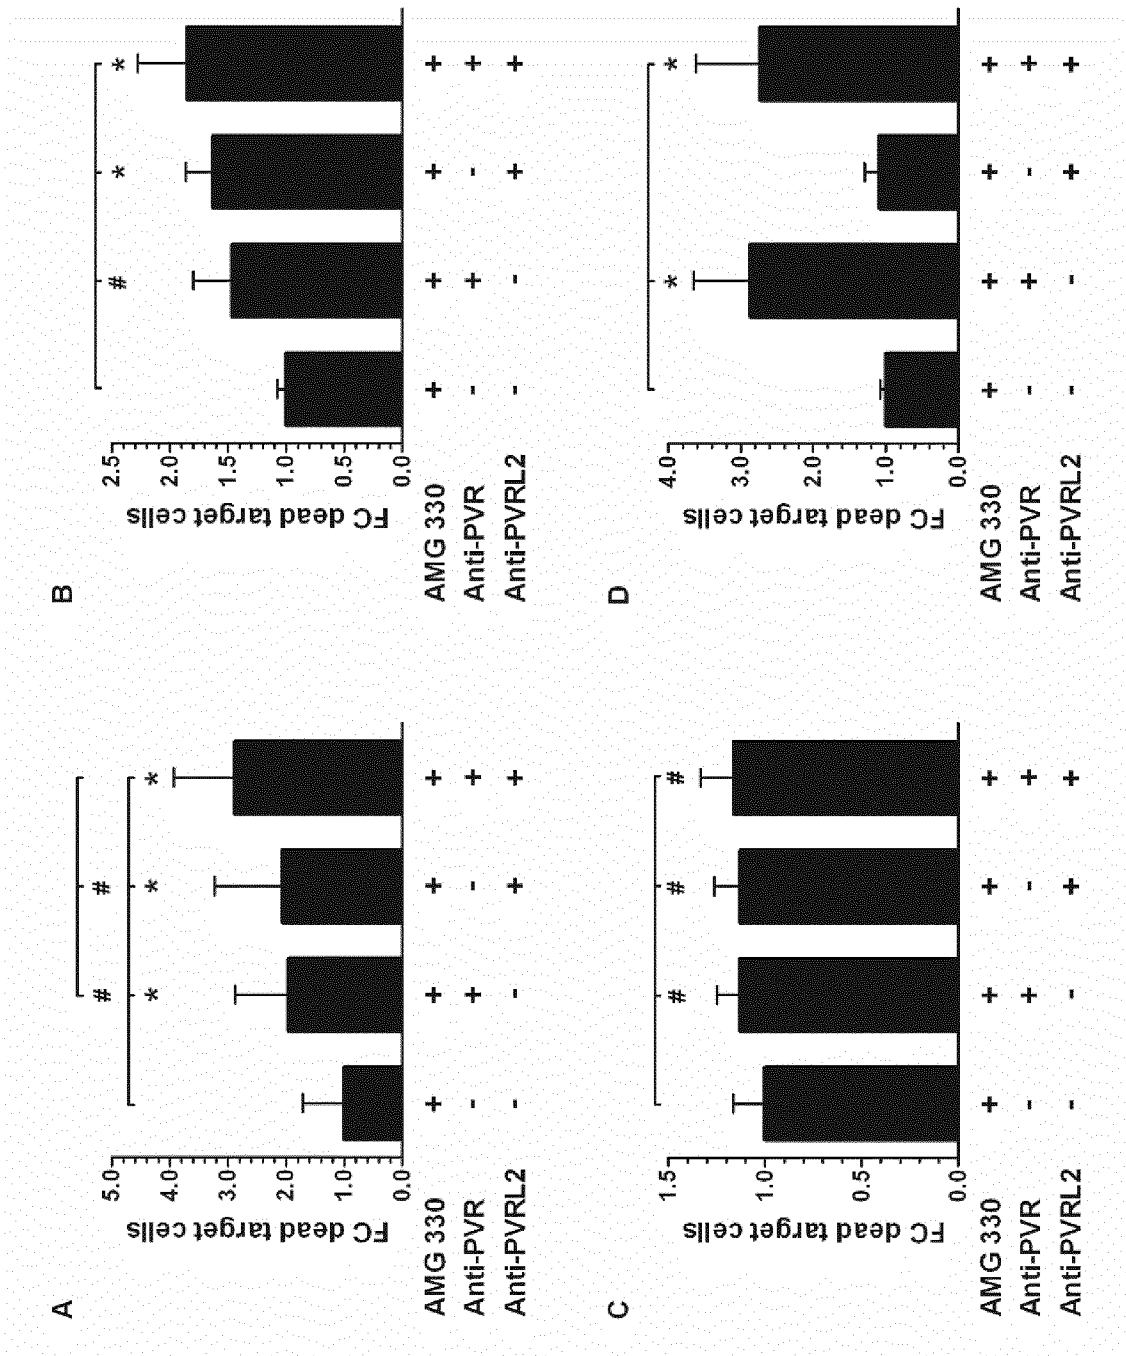 A
FC dead target cells
5.0
4.0
3.0
2.0
1.0
0.0
# #
* * *
AMG 330 + + + +
Anti-PVR - + - +
Anti-PVRL2 - - + +
B
FC dead target cells
2.5
2.0
1.5
1.0
0.5
0.0
# * *
AMG 330 + + + +
Anti-PVR - + - +
Anti-PVRL2 - - + +
C
FC dead target cells
1.5
1.0
0.0
# # #
AMG 330 + + + +
Anti-PVR - + - +
Anti-PVRL2 - - + +
D
FC dead target cells
4.0
3.0
2.0
1.0
0.0
* *
AMG 330 + + + +
Anti-PVR - + - +
Anti-PVRL2 - - + +